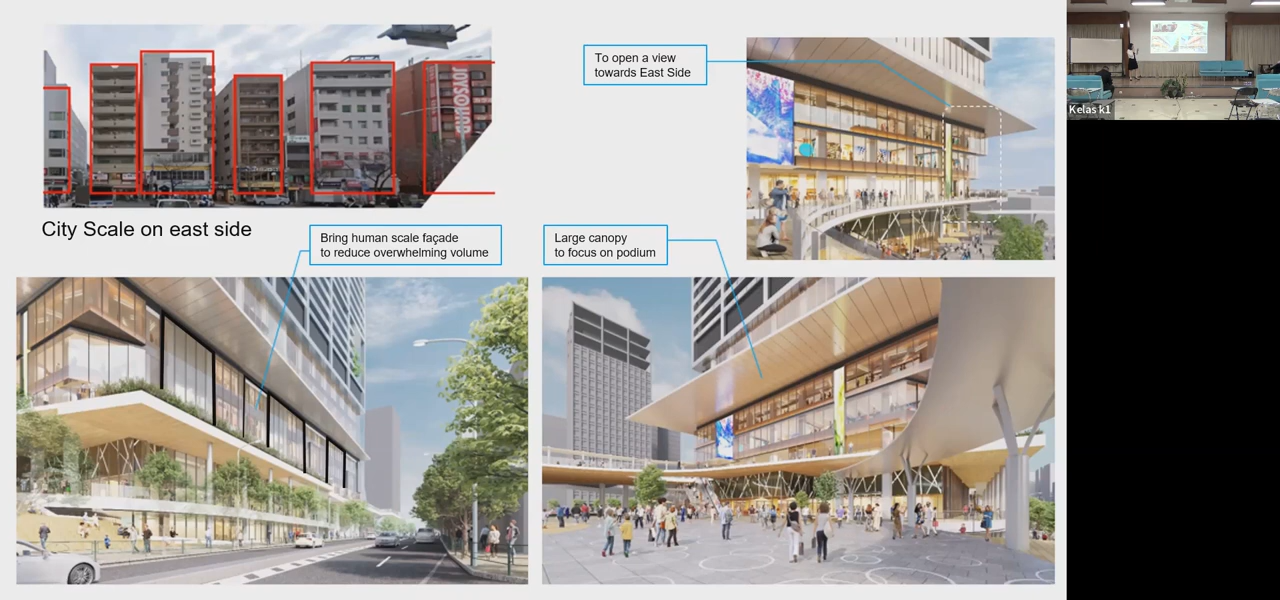 To open a view
towards East Side
JOYSOUND
City Scale on east side
Bring human scale façade
to reduce overwhelming volume
Large canopy
to focus on podium
Kelas k1